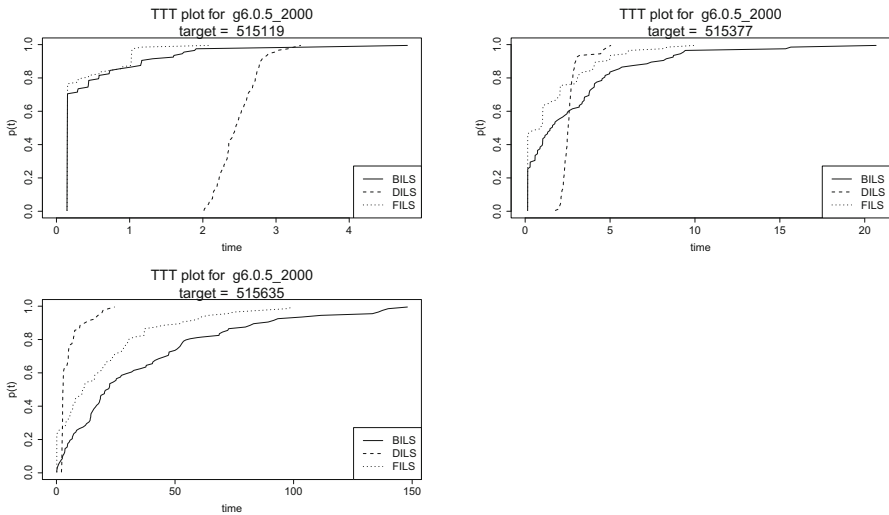 TTT plot for g6.0.5_2000
target = 515119
p(t)
1.0
0.8
0.6
0.4
0.2
0.0
BILS
DILS
FILS
0 1 2 3 4
time
TTT plot for g6.0.5_2000
target = 515377
p(t)
1.0
0.8
0.6
0.4
0.2
0.0
BILS
DILS
FILS
0 5 10 15 20
time
TTT plot for g6.0.5_2000
target = 515635
p(t)
1.0
0.8
0.6
0.4
0.2
0.0
BILS
DILS
FILS
0 50 100 150
time